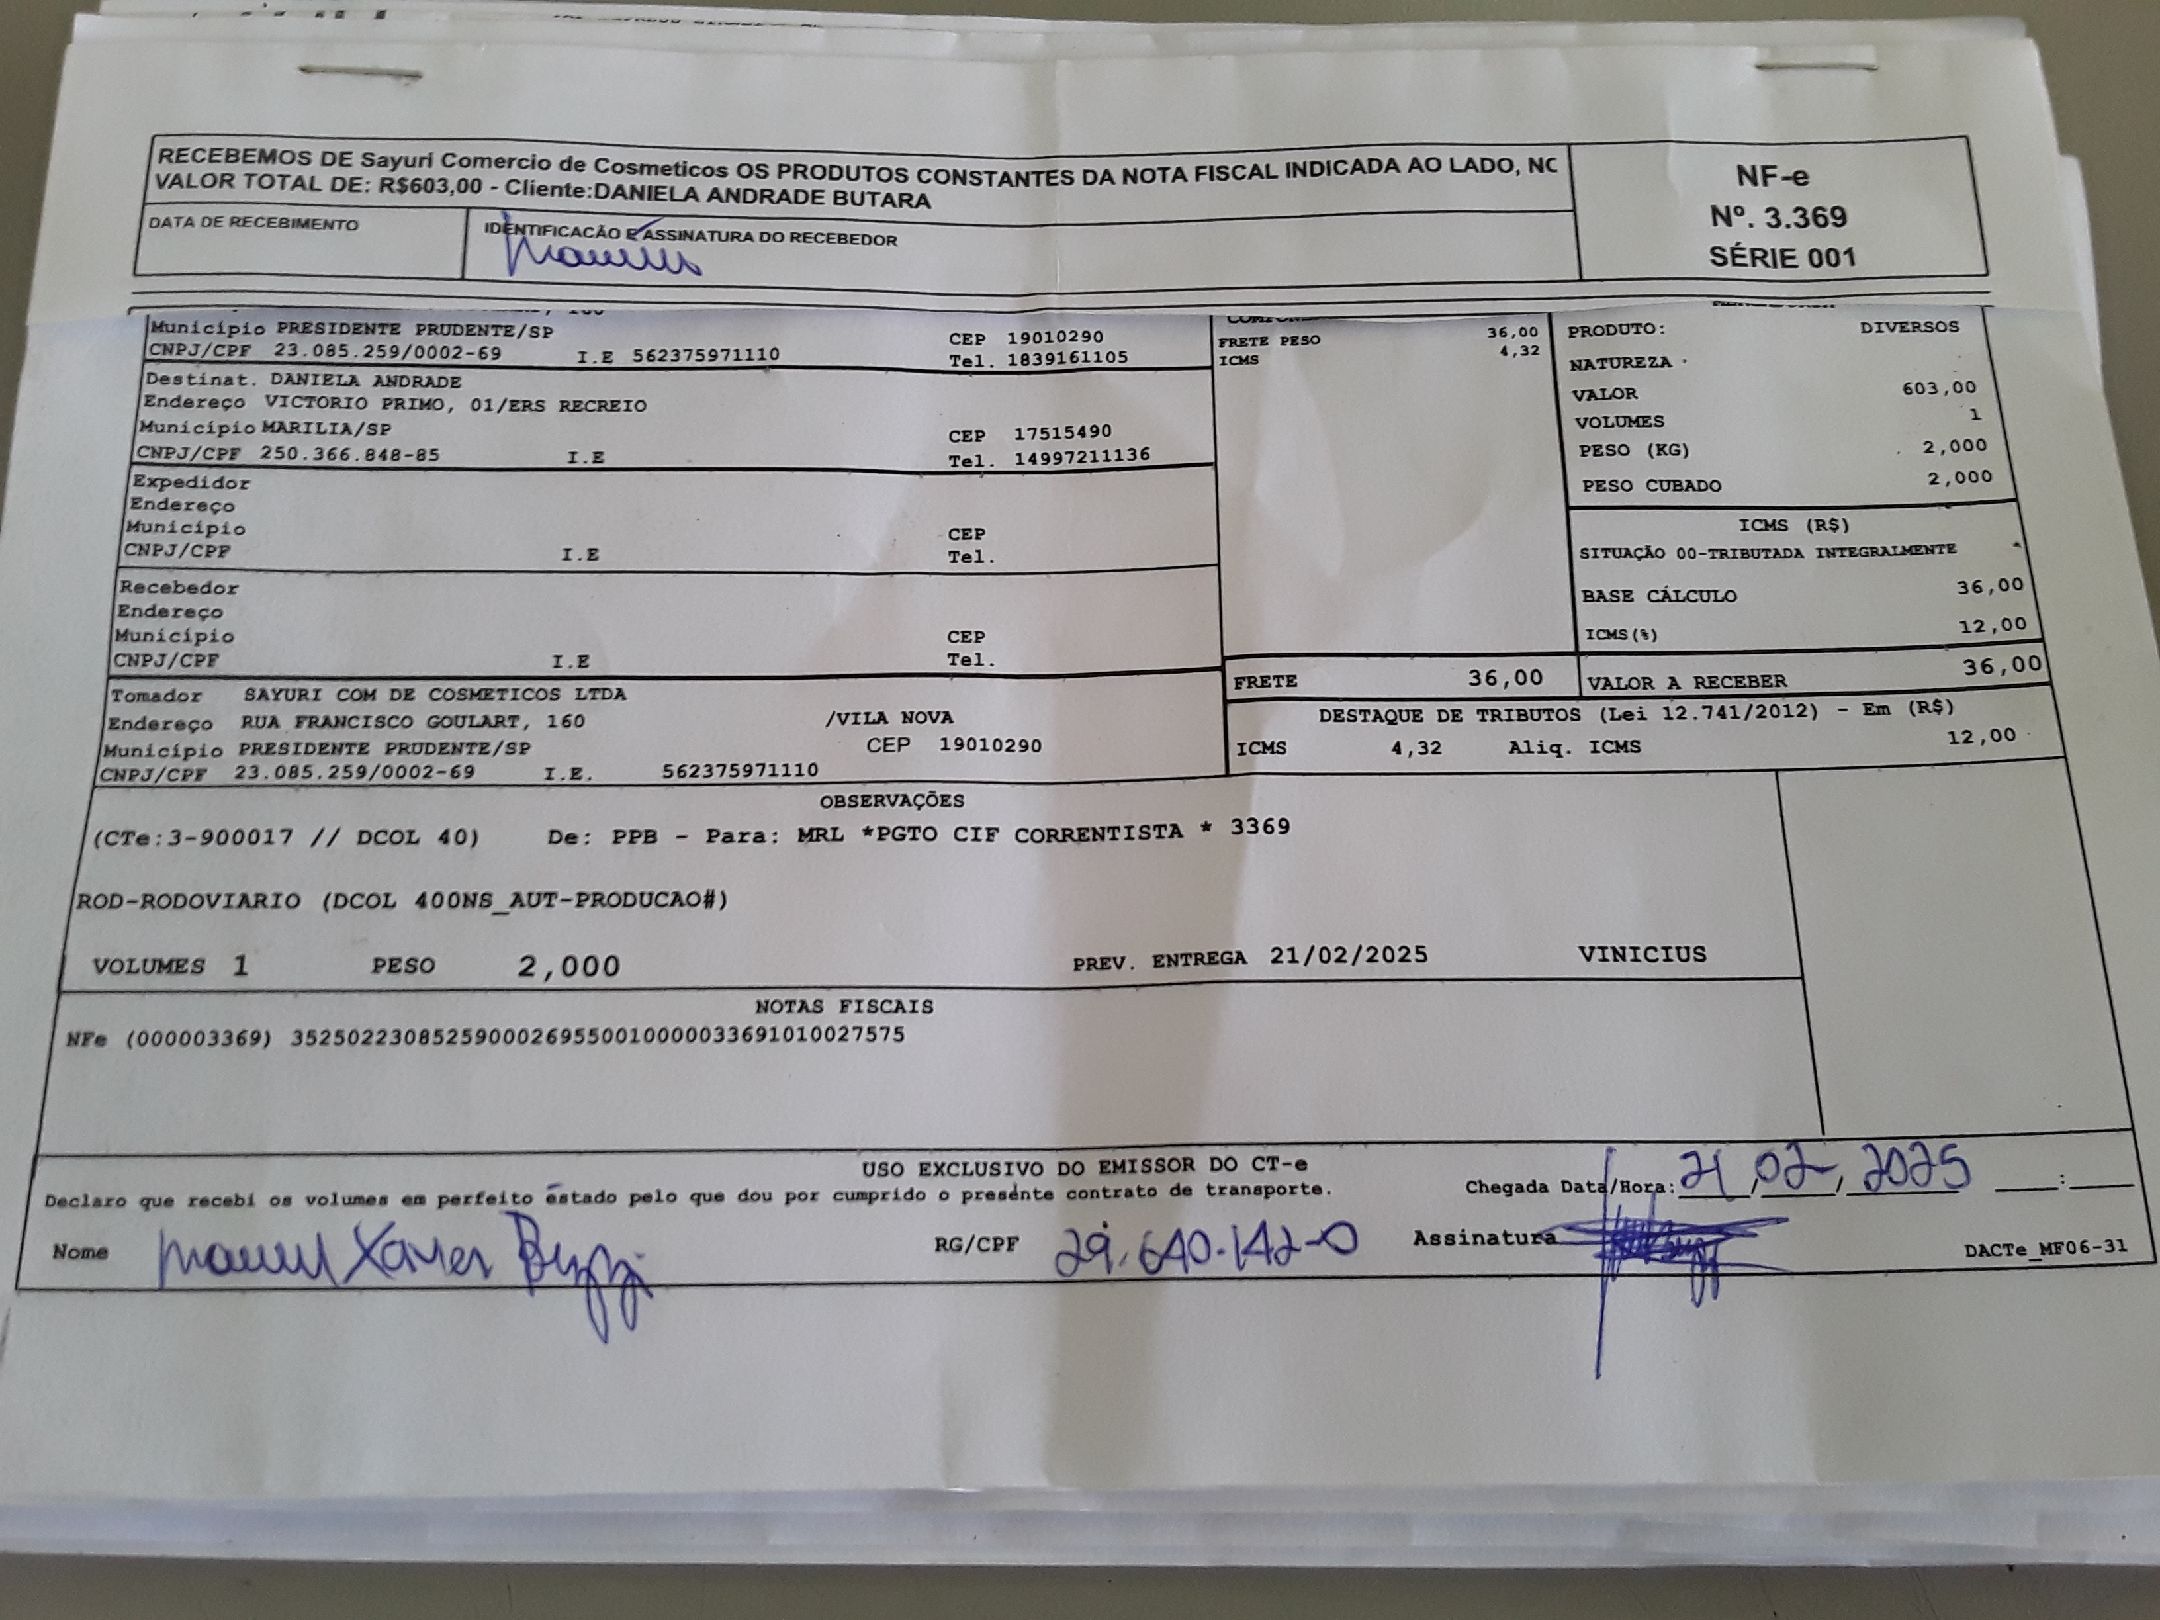 RECEBEMOS DE Sayuri Comercio de Cosmeticos OS PRODUTOS CONSTANTES DA NOTA FISCAL INDICADA AO LADO, NO
VALOR TOTAL DE: R$603,00 - Cliente:DANIELA ANDRADE BUTARA
DATA DE RECEBIMENTO
IDENTIFICACÃO E ASSINATURA DO RECEBEDOR
NF-e
Nº. 3.369
SÉRIE 001
Município PRESIDENTE PRUDENTE/SP CEP 19010290
CNPJ/CPF 23.085.259/0002-69 I.E 562375971110 Tel. 1839161105
Destinat. DANIELA ANDRADE
Endereço VICTORIO PRIMO, 01/ERS RECREIO
Município MARILIA/SP CEP 17515490
CNPJ/CPF 250.366.848-85 I.E Tel. 14997211136
Expedidor
Endereço
Município CEP
CNPJ/CPF I.E Tel.
Recebedor
Endereço
Município CEP
CNPJ/CPF I.E Tel.
Tomador SAYURI COM DE COSMETICOS LTDA
Endereço RUA FRANCISCO GOULART, 160 /VILA NOVA
Município PRESIDENTE PRUDENTE/SP CEP 19010290
CNPJ/CPF 23.085.259/0002-69 I.E. 562375971110
FRETE PESO 36,00
ICMS 4,32
PRODUTO: DIVERSOS
NATUREZA
VALOR 603,00
VOLUMES 1
PESO (KG) 2,000
PESO CUBADO 2,000
ICMS (R$)
SITUAÇÃO 00-TRIBUTADA INTEGRALMENTE
BASE CÁLCULO 36,00
ICMS(%) 12,00
FRETE 36,00 VALOR A RECEBER 36,00
DESTAQUE DE TRIBUTOS (Lei 12.741/2012) - Em (R$)
ICMS 4,32 Aliq. ICMS 12,00
OBSERVAÇÕES
(CTe:3-900017 // DCOL 40) De: PPB - Para: MRL *PGTO CIF CORRENTISTA * 3369
ROD-RODOVIARIO (DCOL 400NS_AUT-PRODUCAO#)
VOLUMES 1 PESO 2,000 PREV. ENTREGA 21/02/2025 VINICIUS
NOTAS FISCAIS
NFe (000003369) 35250223085259000269550010000033691010027575
USO EXCLUSIVO DO EMISSOR DO CT-e
Declaro que recebi os volumes em perfeito estado pelo que dou por cumprido o presente contrato de transporte.
Chegada Data/Hora: 21/02/2025 ____:____
Nome Xavier RG/CPF 29.640.142-0 Assinatura
DACTe_MF06-31